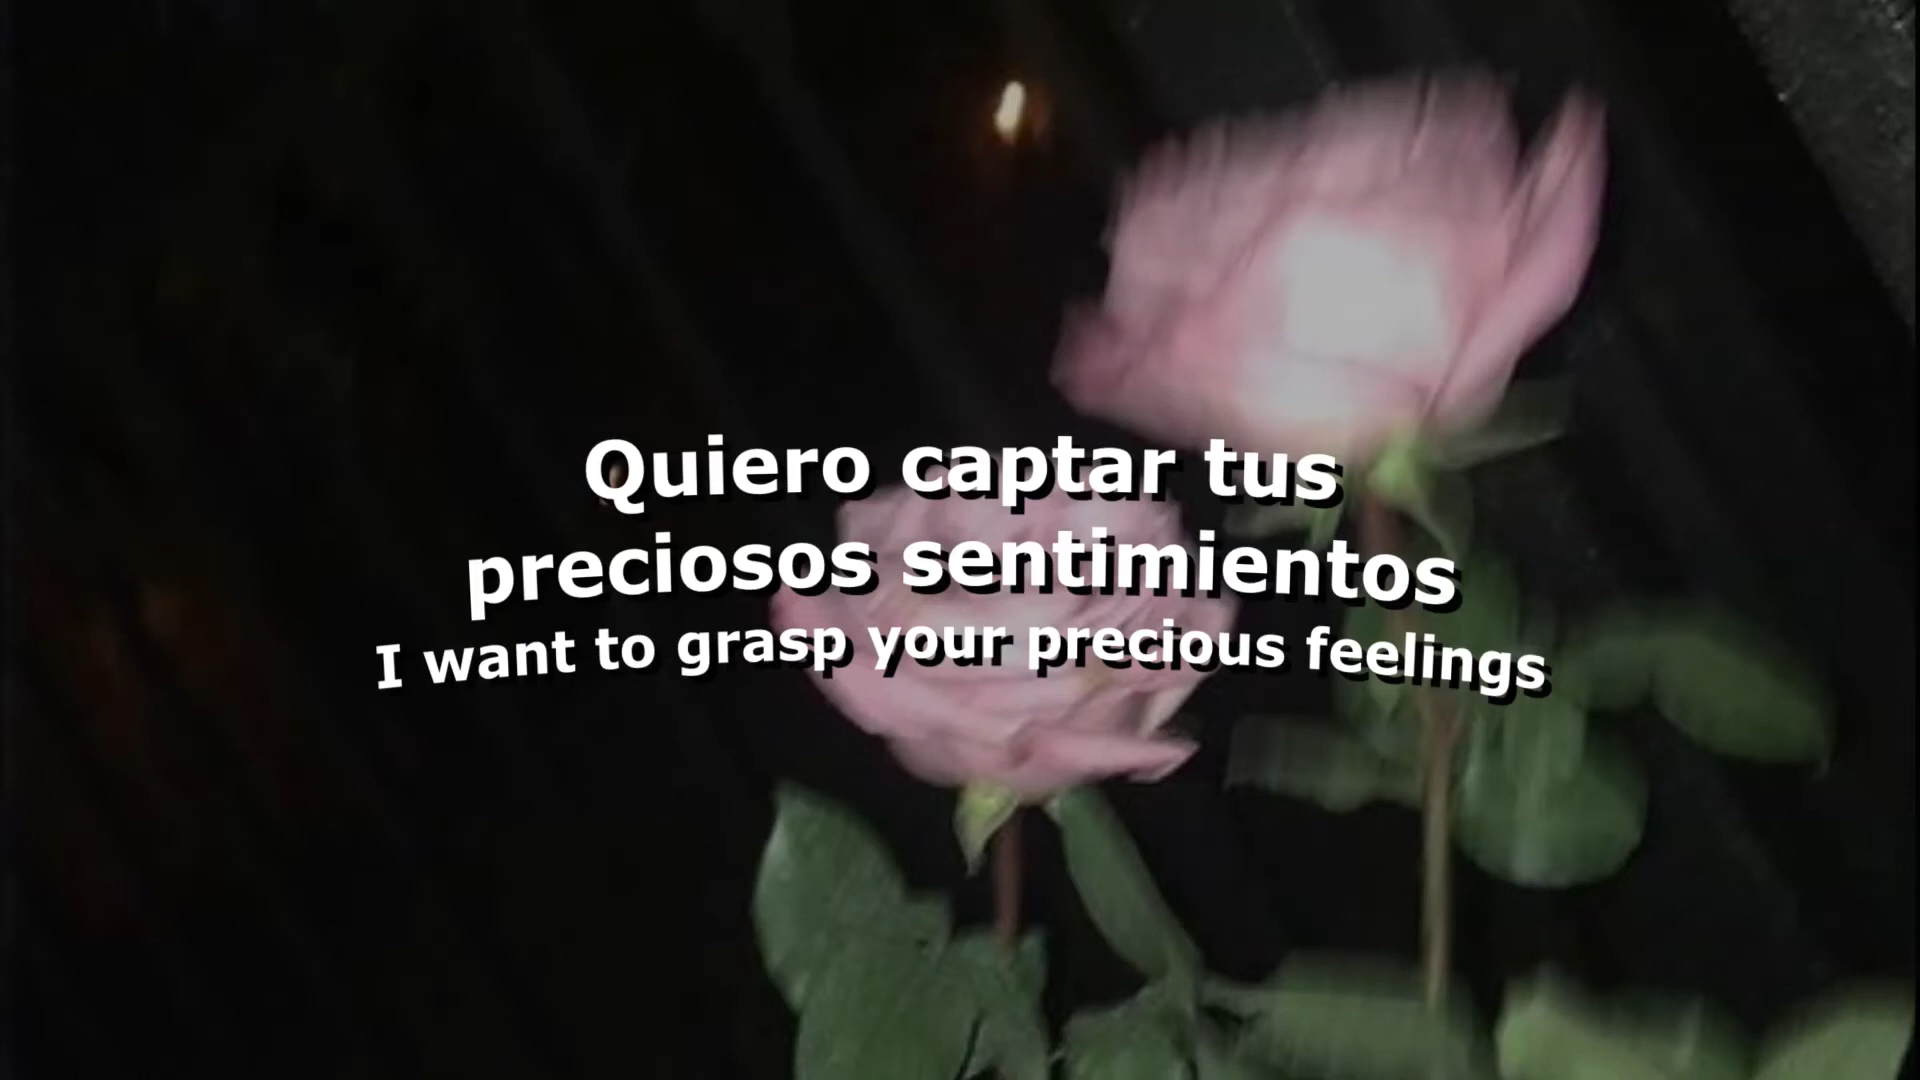 Quiero captar tus
preciosos sentimientos
I want to grasp your precious feelings